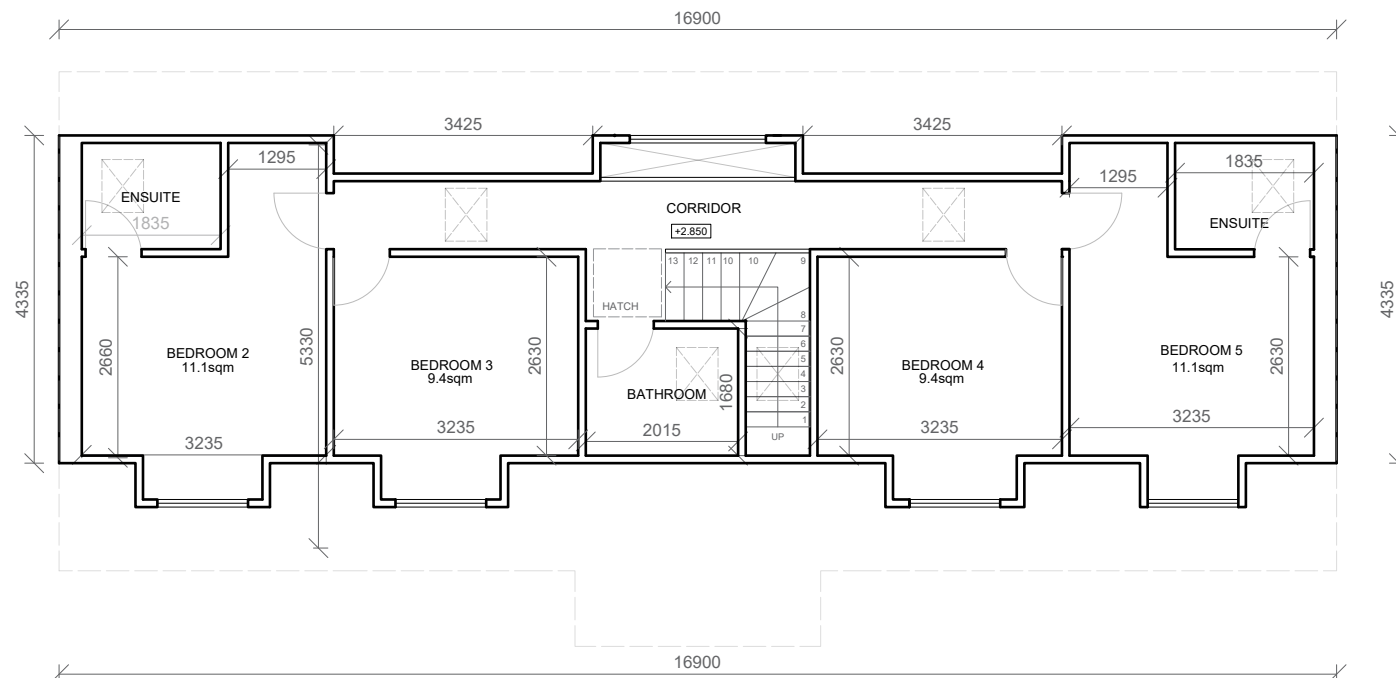 16900
3425
3425
1295
1835
1295
ENSUITE
1835
CORRIDOR
+2.850
ENSUITE
4335
4335
13 12 11 10 10 9
HATCH
8
7
6
5
4
3
2
1
UP
2660
5330
BEDROOM 2
11.1sqm
BEDROOM 3
9.4sqm
2630
BATHROOM
1680
2630
BEDROOM 4
9.4sqm
BEDROOM 5
11.1sqm
2630
3235
3235
2015
3235
3235
16900